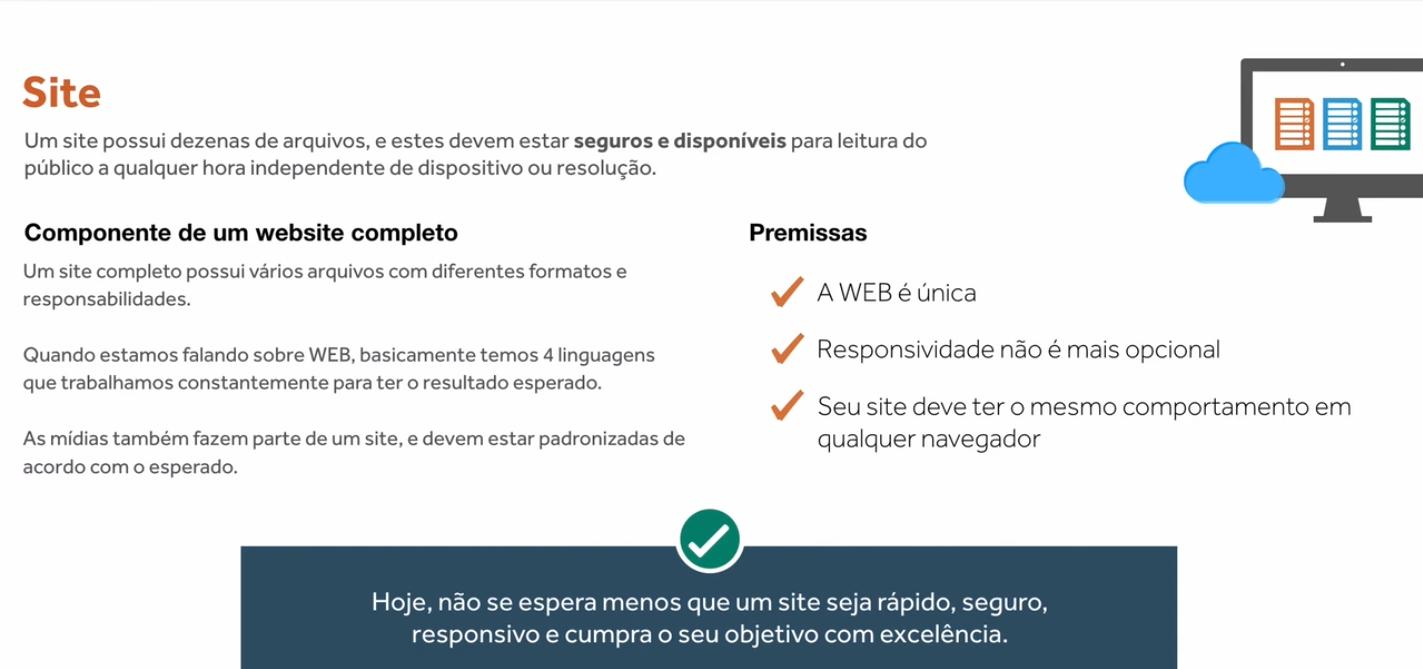 Site
Um site possui dezenas de arquivos, e estes devem estar seguros e disponíveis para leitura do
público a qualquer hora independente de dispositivo ou resolução.
Componente de um website completo
Um site completo possui vários arquivos com diferentes formatos e
responsabilidades.
Quando estamos falando sobre WEB, basicamente temos 4 linguagens
que trabalhamos constantemente para ter o resultado esperado.
As mídias também fazem parte de um site, e devem estar padronizadas de
acordo com o esperado.
Premissas
A WEB é única
Responsividade não é mais opcional
Seu site deve ter o mesmo comportamento em
qualquer navegador
Hoje, não se espera menos que um site seja rápido, seguro,
responsivo e cumpra o seu objetivo com excelência.